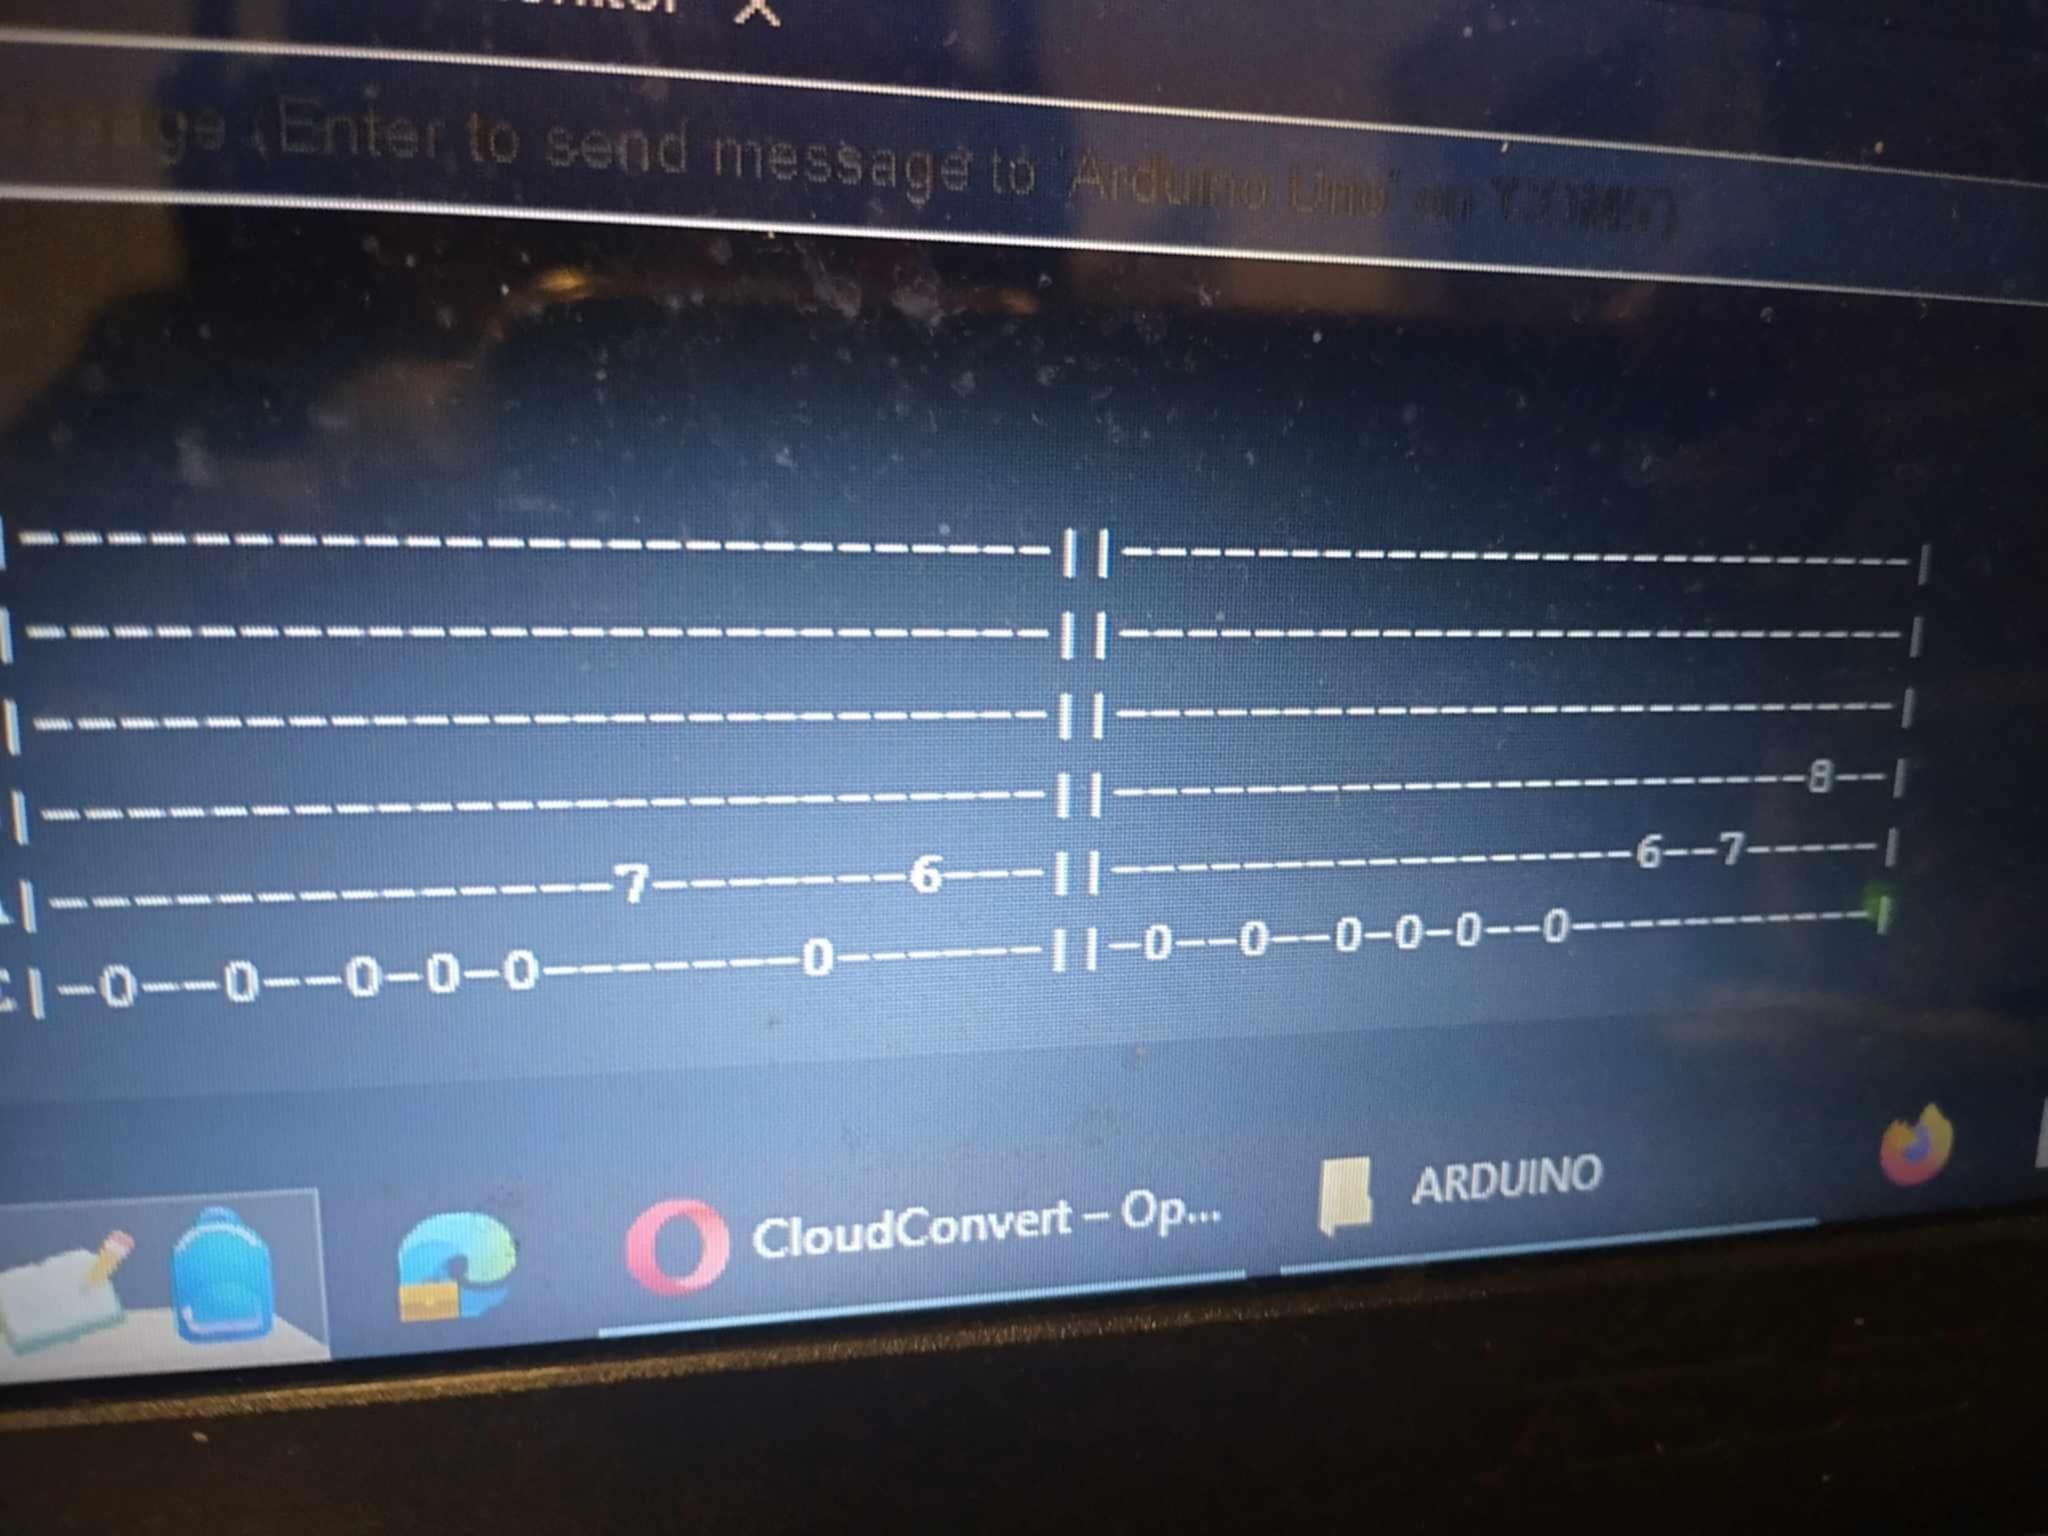 (Enter to send message to 'Arduino Uno' on
|------------------------------||------------------------|
|------------------------------||------------------------|
|------------------------------||------------------------|
|------------------------------||---------------------8--|
|----------------7-------6---||----------------6--7-----|
|-0---0--0-0-0-------0------||-0--0--0-0-0--0---------|
CloudConvert – Op...
ARDUINO